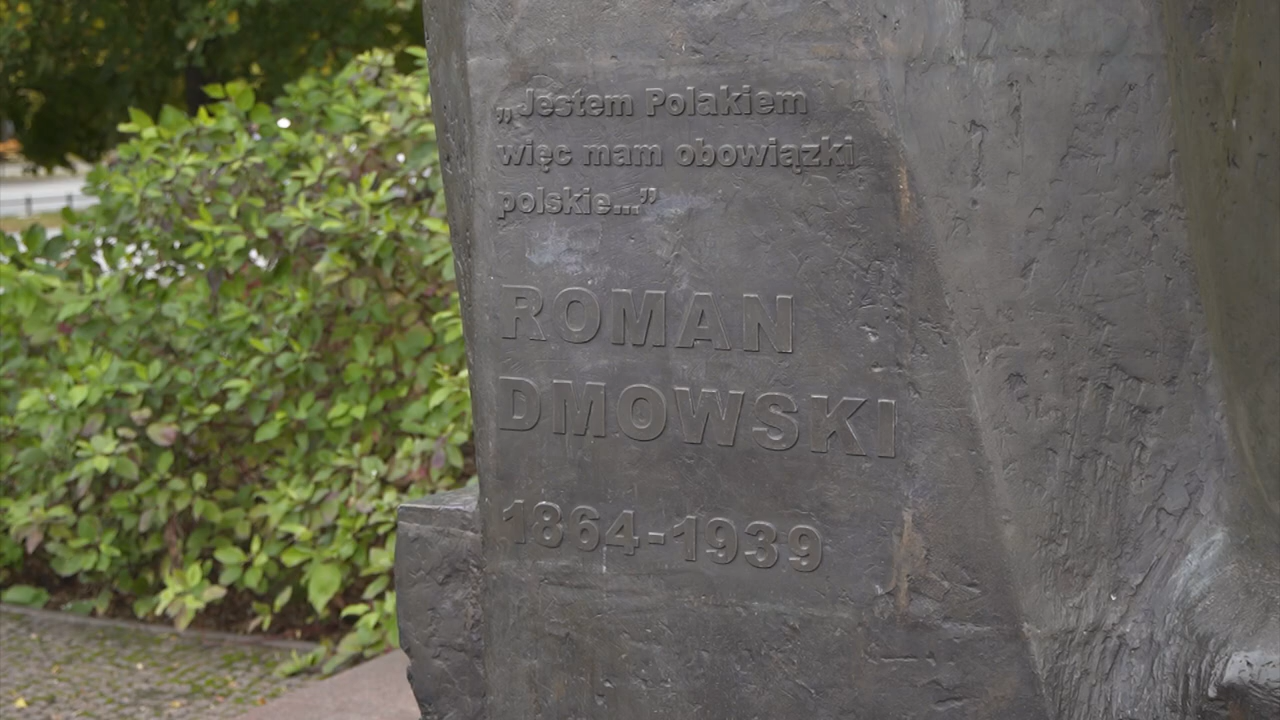 „Jestem Polakiem
więc mam obowiązki
polskie...”
ROMAN
DMOWSKI
1864-1939